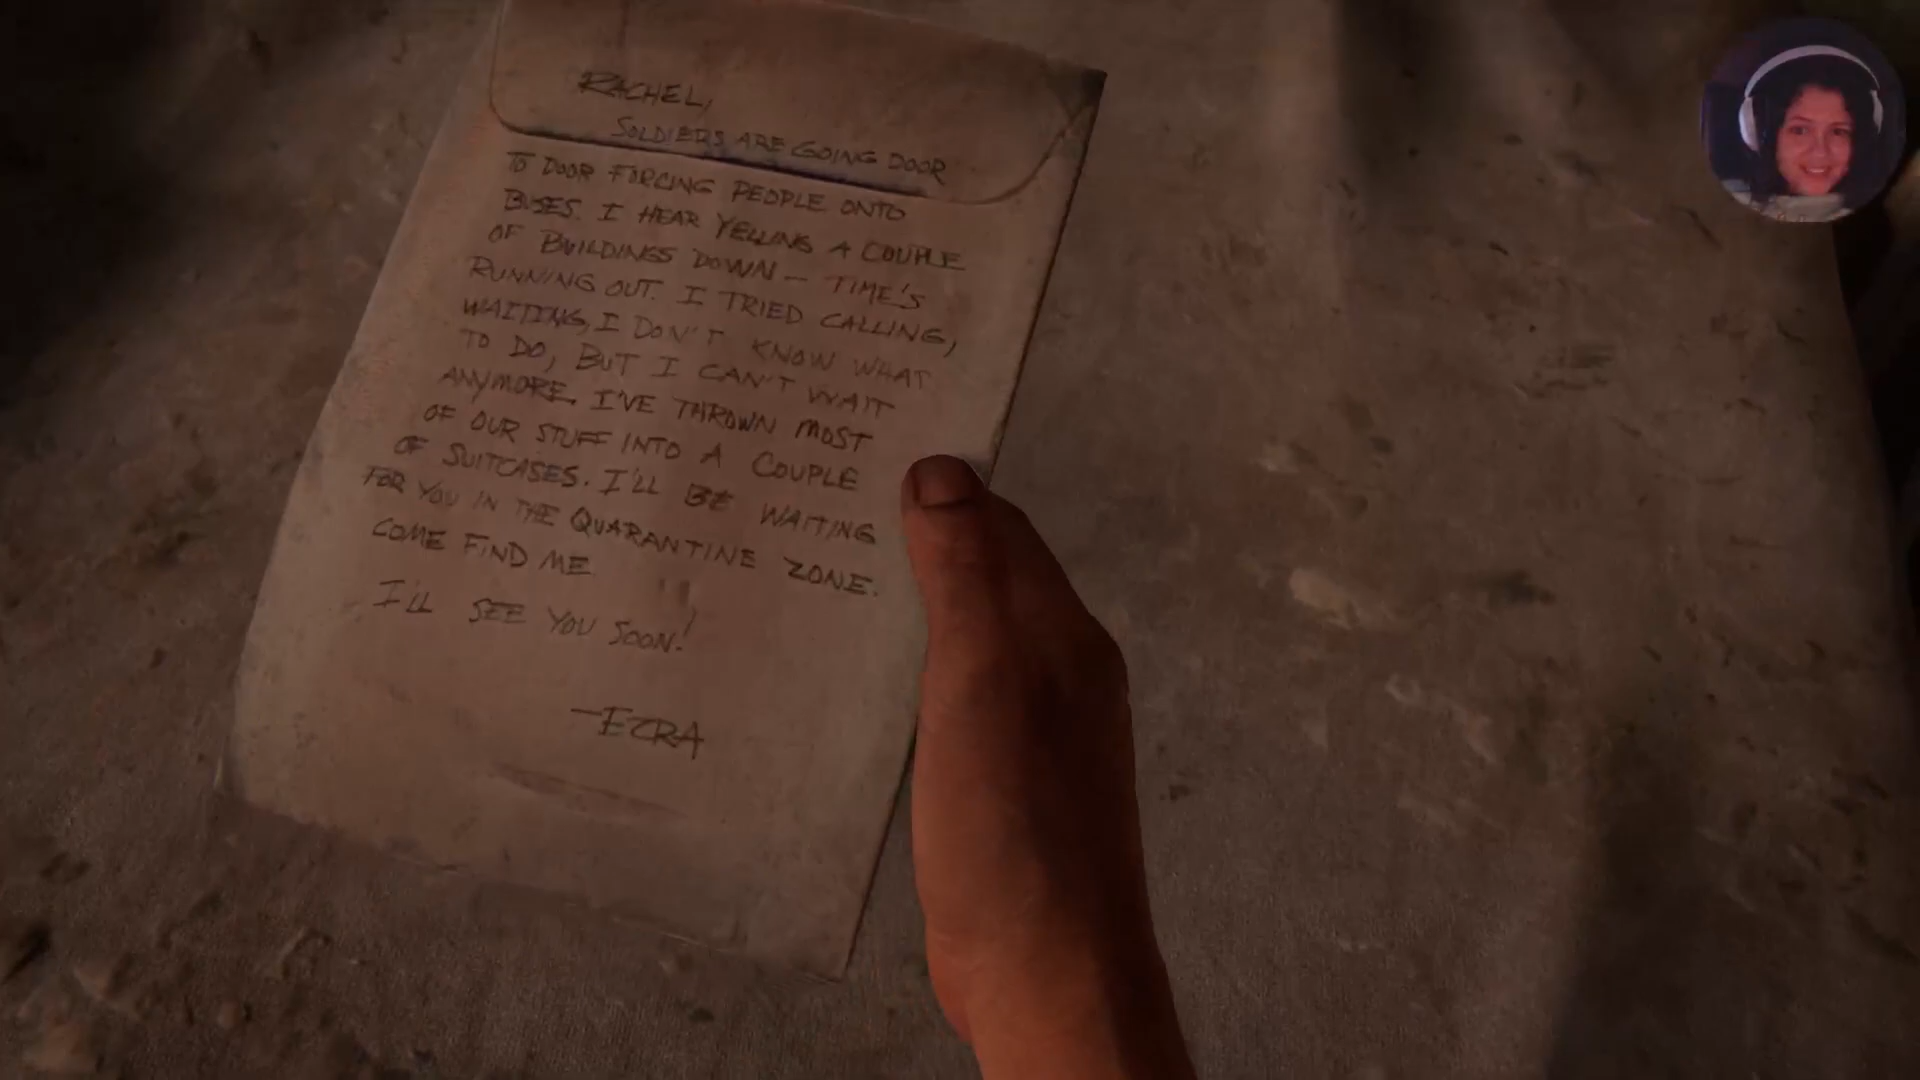 RACHEL,
SOLDIERS ARE GOING DOOR
TO DOOR FORCING PEOPLE ONTO
BUSES. I HEAR YELLING A COUPLE
OF BUILDINGS DOWN — TIME'S
RUNNING OUT. I TRIED CALLING,
WAITING, I DON'T KNOW WHAT
TO DO, BUT I CAN'T WAIT
ANYMORE. I'VE THROWN MOST
OF OUR STUFF INTO A COUPLE
OF SUITCASES. I'LL BE WAITING
FOR YOU IN THE QUARANTINE ZONE.
COME FIND ME
I'LL SEE YOU SOON!
—EZRA